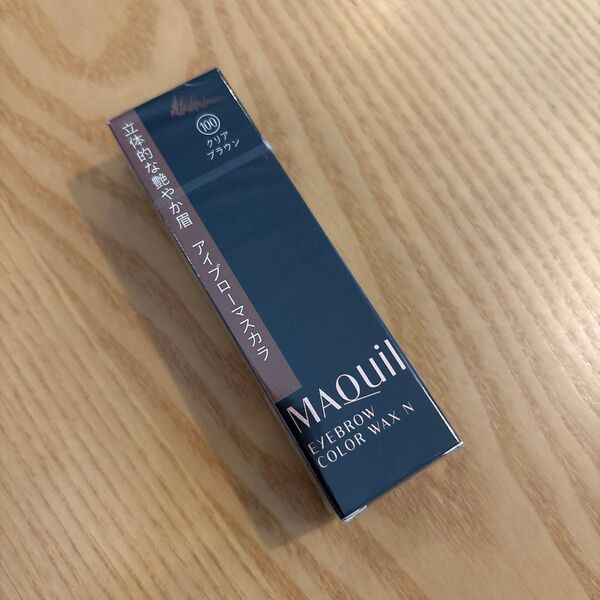 100
クリア
ブラウン
立体的な艶やか眉 アイブローマスカラ
MAQuil
EYEBROW
COLOR WAX N